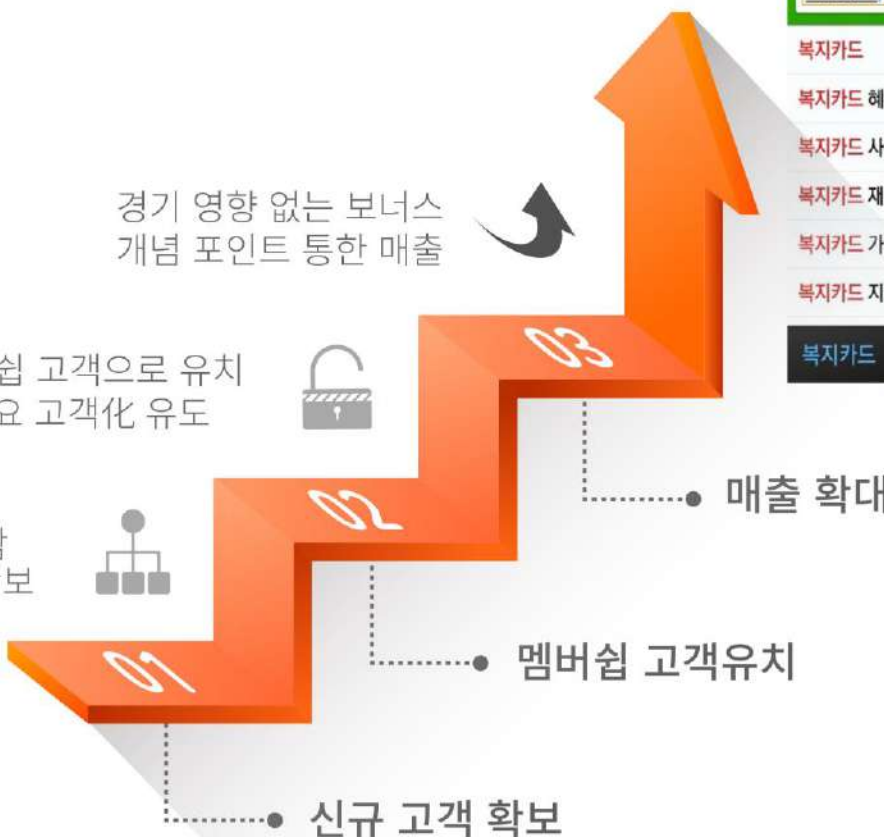 복지카드
복지카드 혜
복지카드 사
복지카드 재
복지카드 가
복지카드 지
복지카드
경기 영향 없는 보너스
개념 포인트 통한 매출
쉽 고객으로 유치
요 고객化 유도
보
03
02
01
매출 확대
멤버쉽 고객유치
신규 고객 확보